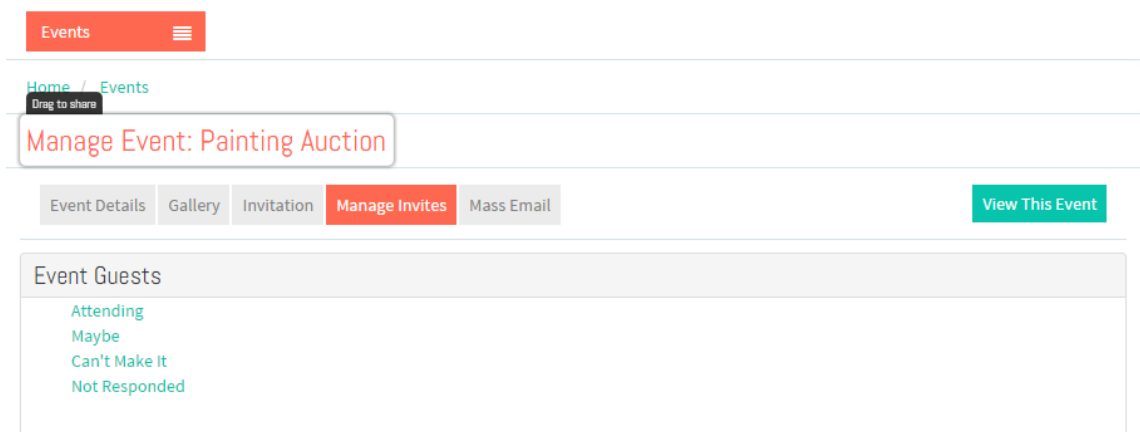 Events
Home / Events
Drag to share
Manage Event: Painting Auction
Event Details Gallery Invitation Manage Invites Mass Email View This Event
Event Guests
Attending
Maybe
Can't Make It
Not Responded